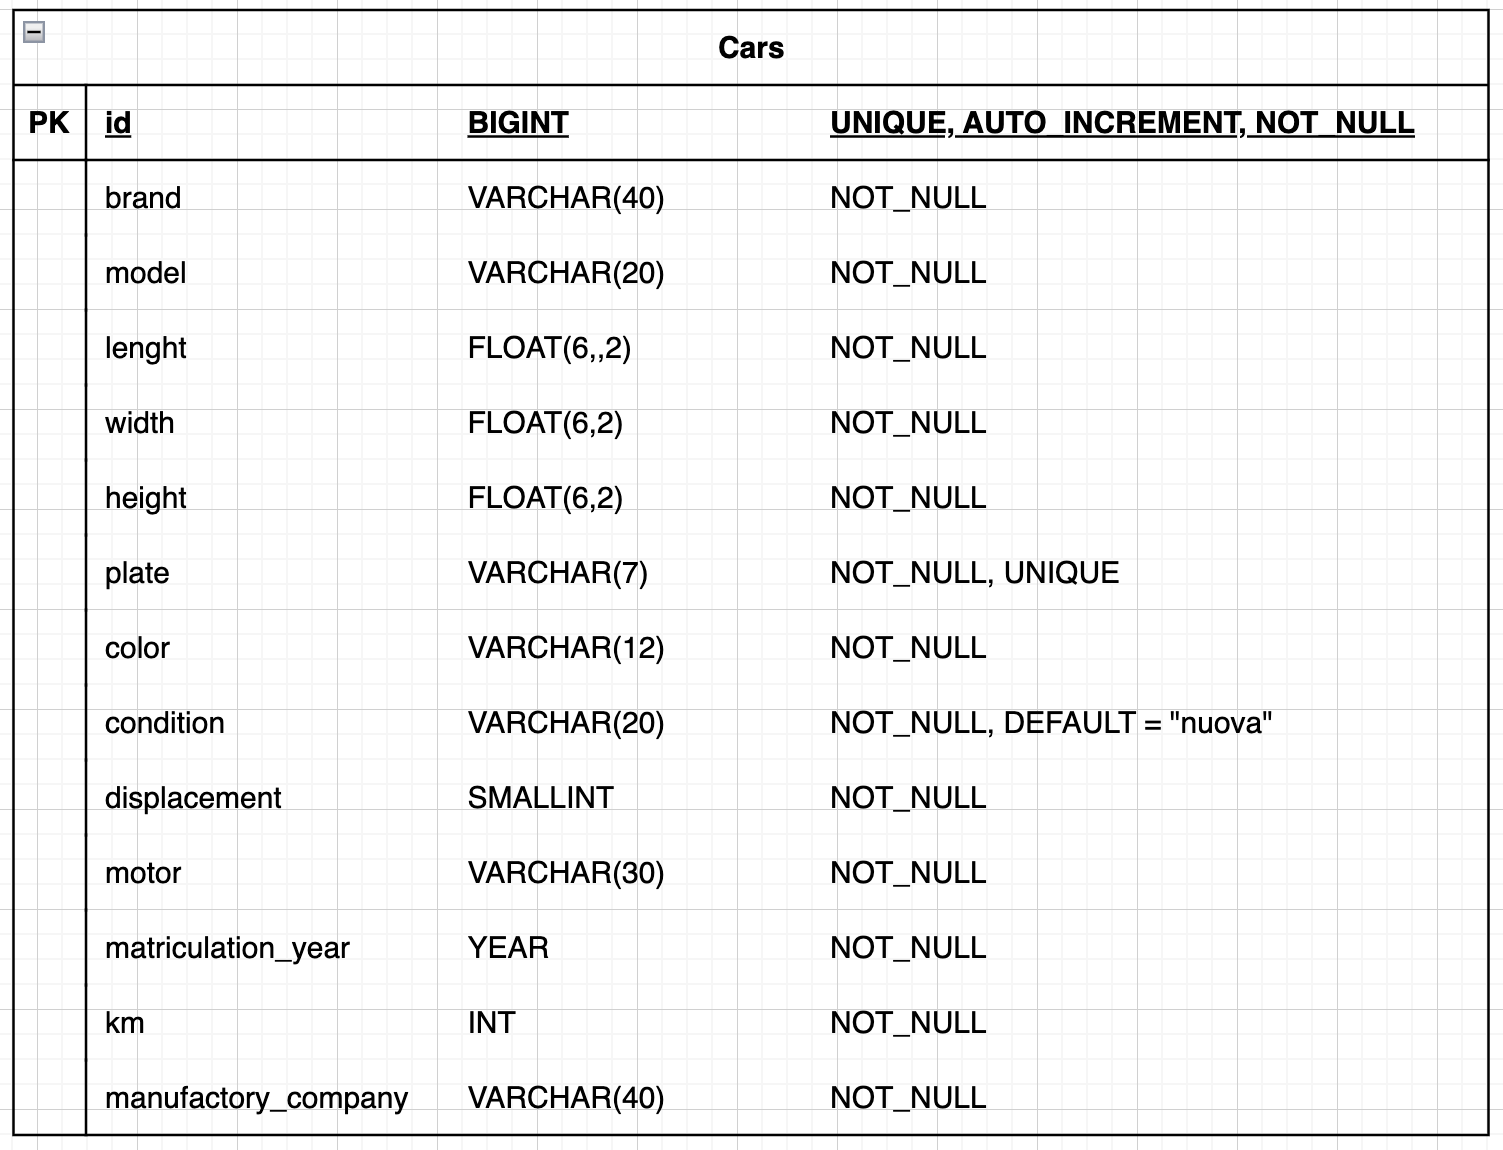 Cars
PK id BIGINT UNIQUE, AUTO_INCREMENT, NOT_NULL
brand VARCHAR(40) NOT_NULL
model VARCHAR(20) NOT_NULL
lenght FLOAT(6,,2) NOT_NULL
width FLOAT(6,2) NOT_NULL
height FLOAT(6,2) NOT_NULL
plate VARCHAR(7) NOT_NULL, UNIQUE
color VARCHAR(12) NOT_NULL
condition VARCHAR(20) NOT_NULL, DEFAULT = "nuova"
displacement SMALLINT NOT_NULL
motor VARCHAR(30) NOT_NULL
matriculation_year YEAR NOT_NULL
km INT NOT_NULL
manufactory_company VARCHAR(40) NOT_NULL